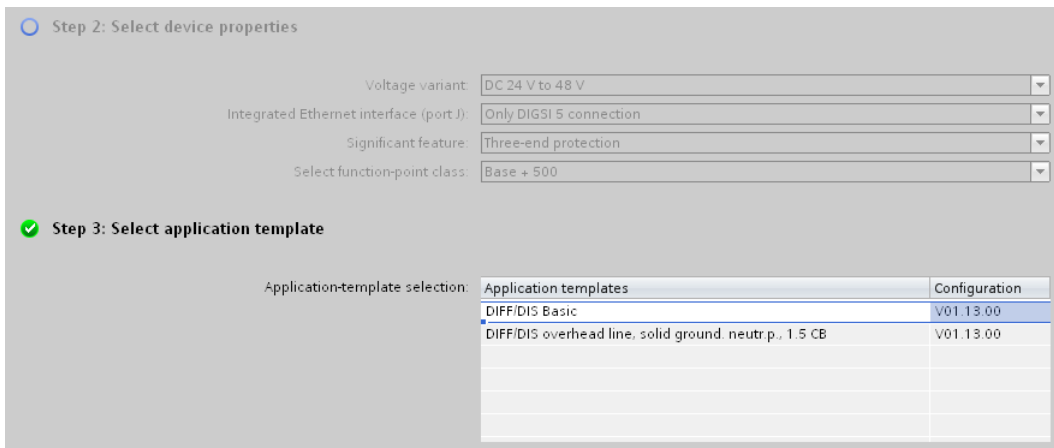 Step 2: Select device properties
Voltage variant: DC 24 V to 48 V
Integrated Ethernet interface (port J): Only DIGSI 5 connection
Significant feature: Three-end protection
Select function-point class: Base + 500
Step 3: Select application template
Application-template selection: Application templates Configuration
DIFF/DIS Basic V01.13.00
DIFF/DIS overhead line, solid ground. neutr.p., 1.5 CB V01.13.00